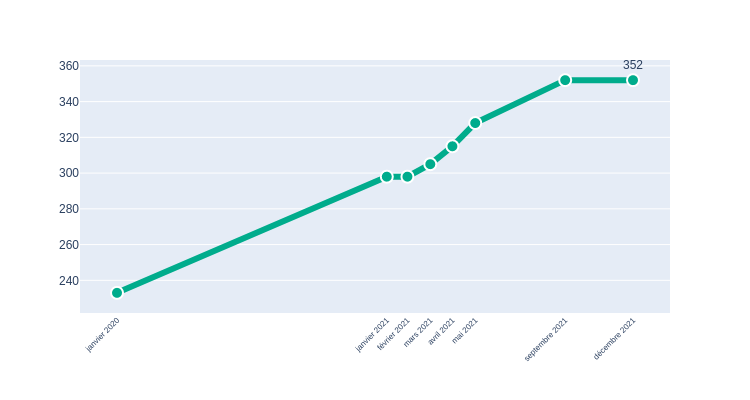 360
340
320
300
280
260
240
352
janvier 2020
janvier 2021
février 2021
mars 2021
avril 2021
mai 2021
septembre 2021
décembre 2021